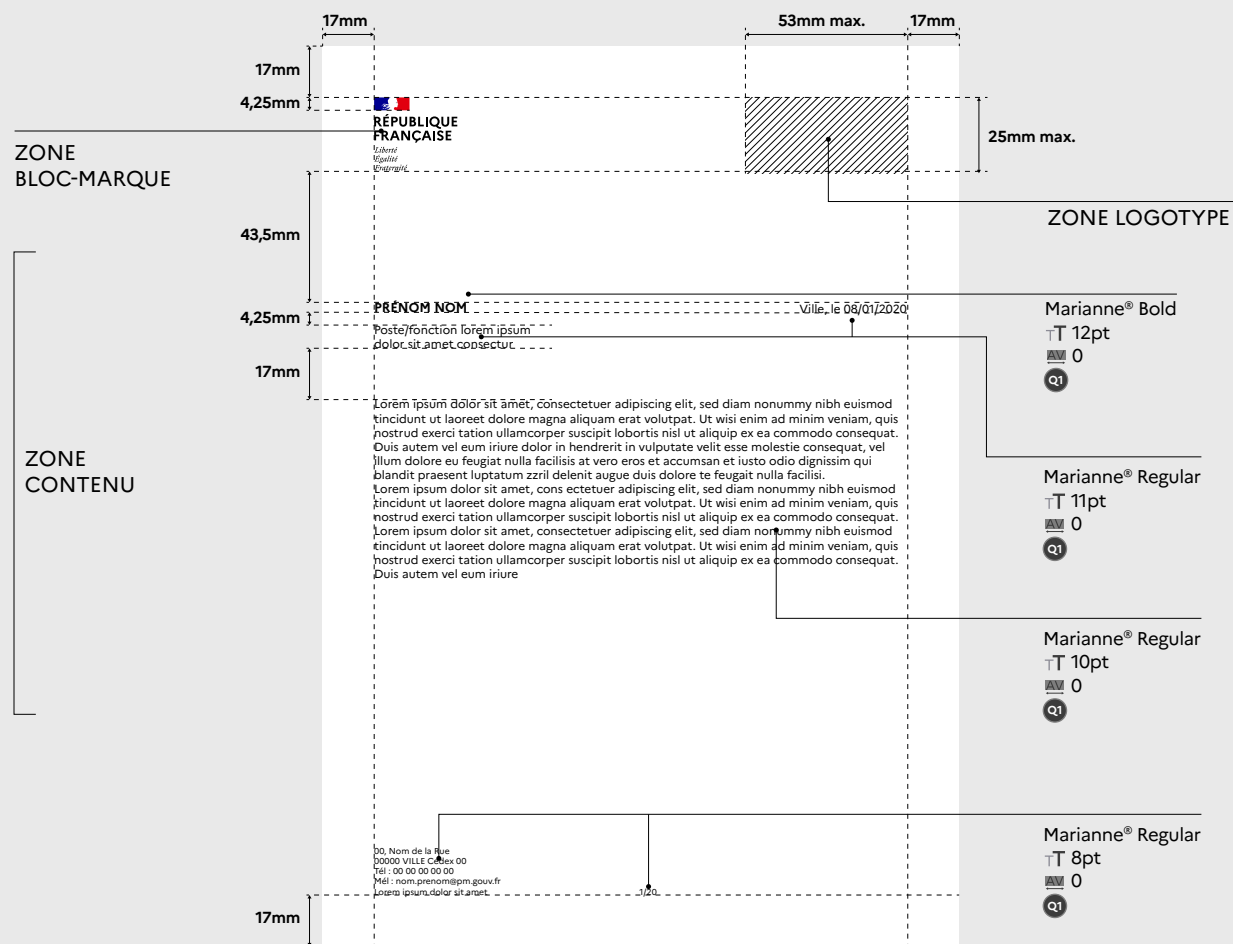 17mm
53mm max.
17mm
17mm
4,25mm
RÉPUBLIQUE
FRANÇAISE
Liberté
Égalité
Fraternité
25mm max.
ZONE
BLOC-MARQUE
ZONE LOGOTYPE
43,5mm
PRÉNOM NOM
Ville, le 08/01/2020
Marianne® Bold
TT 12pt
AV 0
Q1
4,25mm
Poste/fonction lorem ipsum
dolor sit amet consectur
17mm
Lorem ipsum dolor sit amet, consectetuer adipiscing elit, sed diam nonummy nibh euismod
tincidunt ut laoreet dolore magna aliquam erat volutpat. Ut wisi enim ad minim veniam, quis
nostrud exerci tation ullamcorper suscipit lobortis nisl ut aliquip ex ea commodo consequat.
Duis autem vel eum iriure dolor in hendrerit in vulputate velit esse molestie consequat, vel
illum dolore eu feugiat nulla facilisis at vero eros et accumsan et iusto odio dignissim qui
blandit praesent luptatum zzril delenit augue duis dolore te feugait nulla facilisi.
Lorem ipsum dolor sit amet, cons ectetuer adipiscing elit, sed diam nonummy nibh euismod
tincidunt ut laoreet dolore magna aliquam erat volutpat. Ut wisi enim ad minim veniam, quis
nostrud exerci tation ullamcorper suscipit lobortis nisl ut aliquip ex ea commodo consequat.
Lorem ipsum dolor sit amet, consectetuer adipiscing elit, sed diam nonummy nibh euismod
tincidunt ut laoreet dolore magna aliquam erat volutpat. Ut wisi enim ad minim veniam, quis
nostrud exerci tation ullamcorper suscipit lobortis nisl ut aliquip ex ea commodo consequat.
Duis autem vel eum iriure
ZONE
CONTENU
Marianne® Regular
TT 11pt
AV 0
Q1
Marianne® Regular
TT 10pt
AV 0
Q1
00, Nom de la Rue
00000 VILLE Cedex 00
Tél : 00 00 00 00 00
Mél : nom.prenom@pm.gouv.fr
Lorem ipsum dolor sit amet
1/20
Marianne® Regular
TT 8pt
AV 0
Q1
17mm